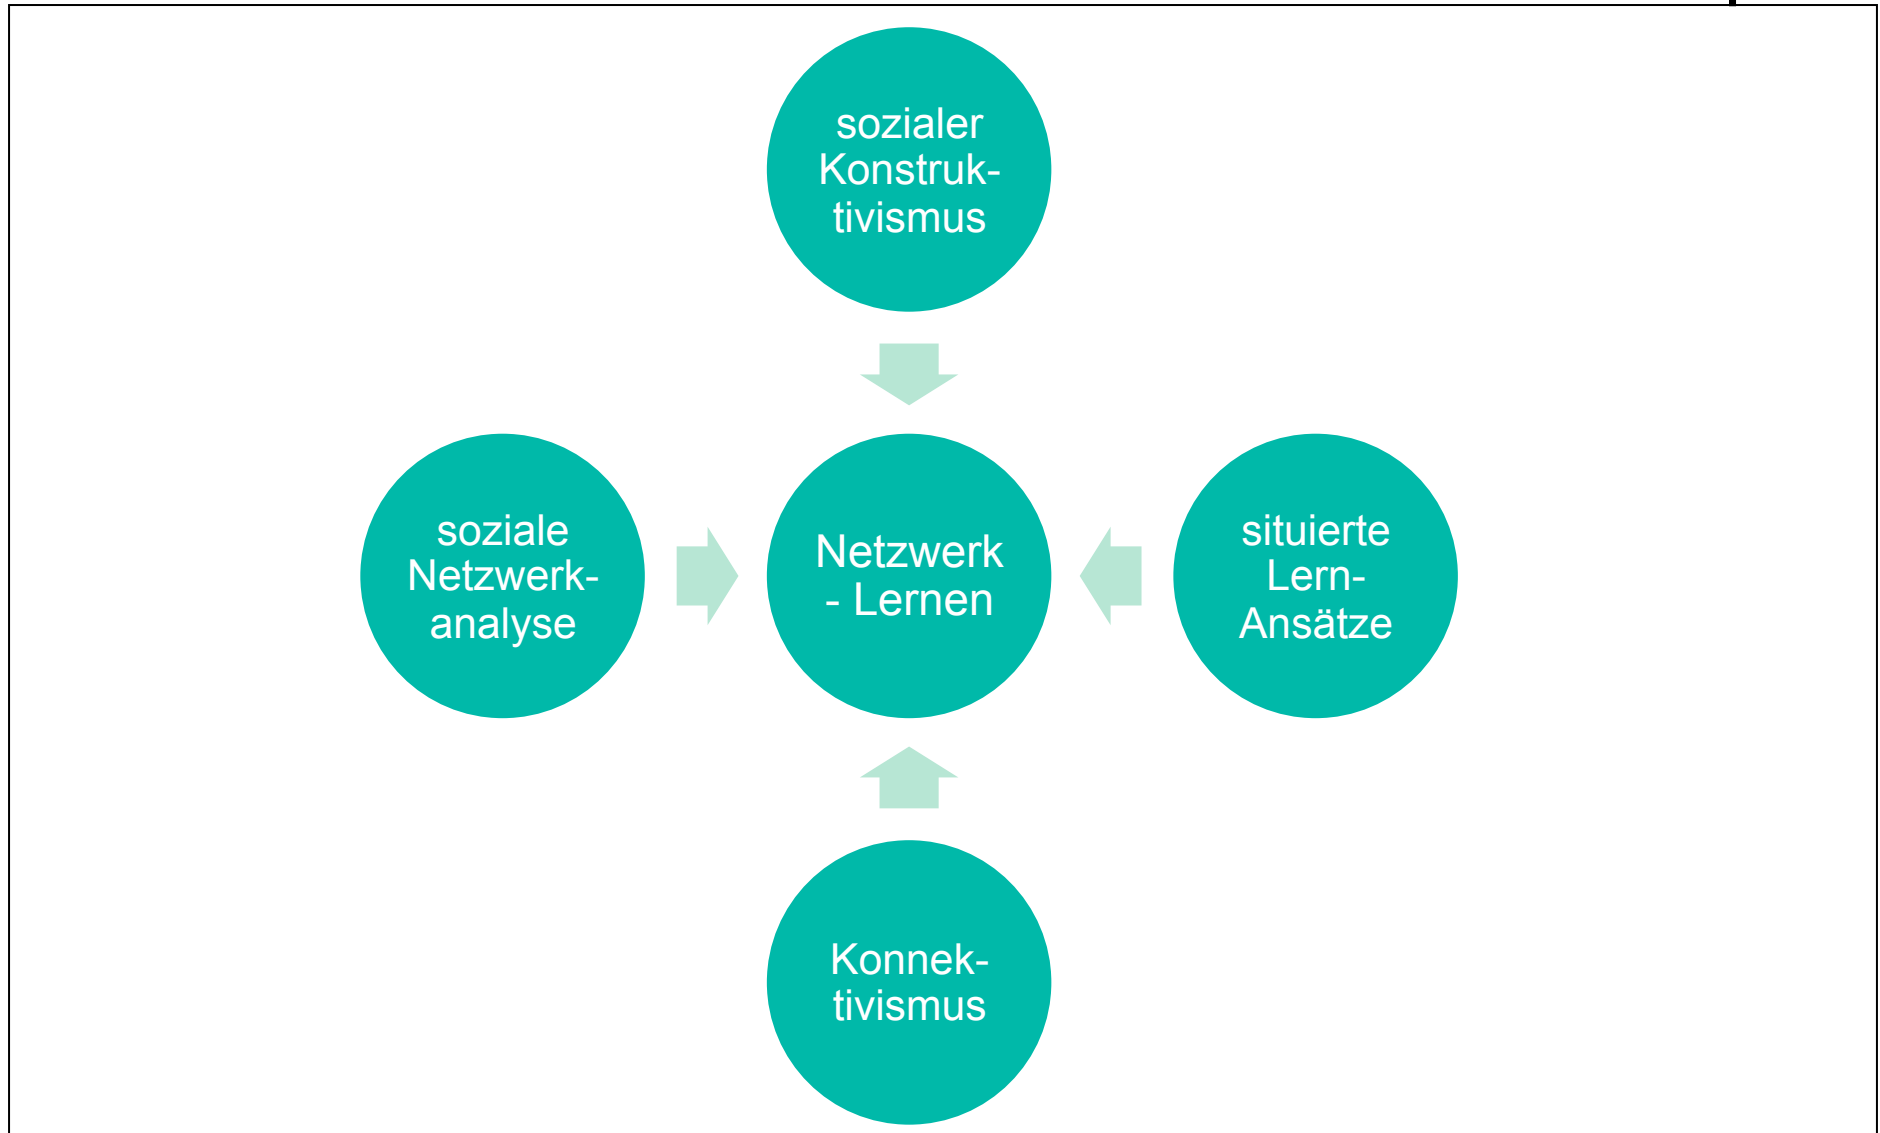 sozialer
Konstruk-
tivismus
soziale
Netzwerk-
analyse
Netzwerk
- Lernen
situierte
Lern-
Ansätze
Konnek-
tivismus